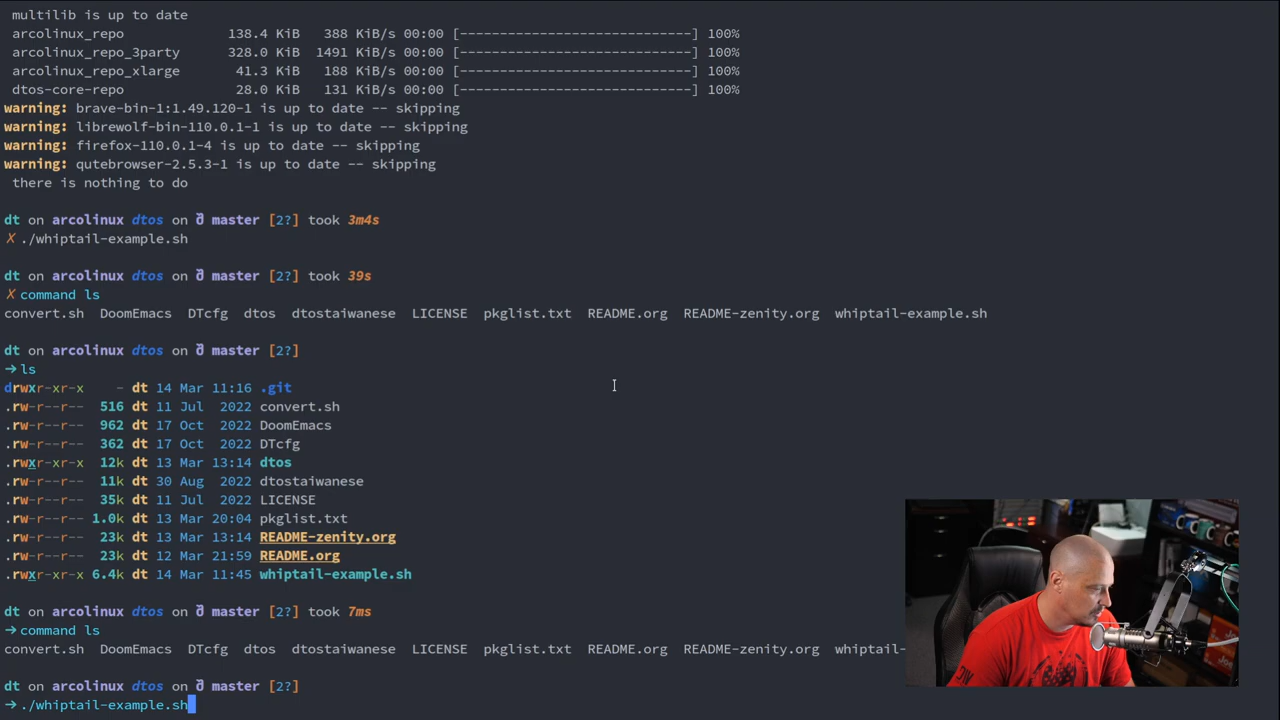 multilib is up to date
arcolinux_repo 138.4 KiB 388 KiB/s 00:00 [-----------------------------] 100%
arcolinux_repo_3party 328.0 KiB 1491 KiB/s 00:00 [-----------------------------] 100%
arcolinux_repo_xlarge 41.3 KiB 188 KiB/s 00:00 [-----------------------------] 100%
dtos-core-repo 28.0 KiB 131 KiB/s 00:00 [-----------------------------] 100%
warning: brave-bin-1:1.49.120-1 is up to date -- skipping
warning: librewolf-bin-110.0.1-1 is up to date -- skipping
warning: firefox-110.0.1-4 is up to date -- skipping
warning: qutebrowser-2.5.3-1 is up to date -- skipping
there is nothing to do
dt on arcolinux dtos on ծ master [2?] took 3m4s
✗ ./whiptail-example.sh
dt on arcolinux dtos on ծ master [2?] took 39s
✗ command ls
convert.sh DoomEmacs DTcfg dtos dtostaiwanese LICENSE pkglist.txt README.org README-zenity.org whiptail-example.sh
dt on arcolinux dtos on ծ master [2?]
→ ls
drwxr-xr-x - dt 14 Mar 11:16 .git
.rw-r--r-- 516 dt 11 Jul 2022 convert.sh
.rw-r--r-- 962 dt 17 Oct 2022 DoomEmacs
.rw-r--r-- 362 dt 17 Oct 2022 DTcfg
.rwxr-xr-x 12k dt 13 Mar 13:14 dtos
.rw-r--r-- 11k dt 30 Aug 2022 dtostaiwanese
.rw-r--r-- 35k dt 11 Jul 2022 LICENSE
.rw-r--r-- 1.0k dt 13 Mar 20:04 pkglist.txt
.rw-r--r-- 23k dt 13 Mar 13:14 README-zenity.org
.rw-r--r-- 23k dt 12 Mar 21:59 README.org
.rwxr-xr-x 6.4k dt 14 Mar 11:45 whiptail-example.sh
dt on arcolinux dtos on ծ master [2?] took 7ms
→ command ls
convert.sh DoomEmacs DTcfg dtos dtostaiwanese LICENSE pkglist.txt README.org README-zenity.org whiptail-
dt on arcolinux dtos on ծ master [2?]
→ ./whiptail-example.sh